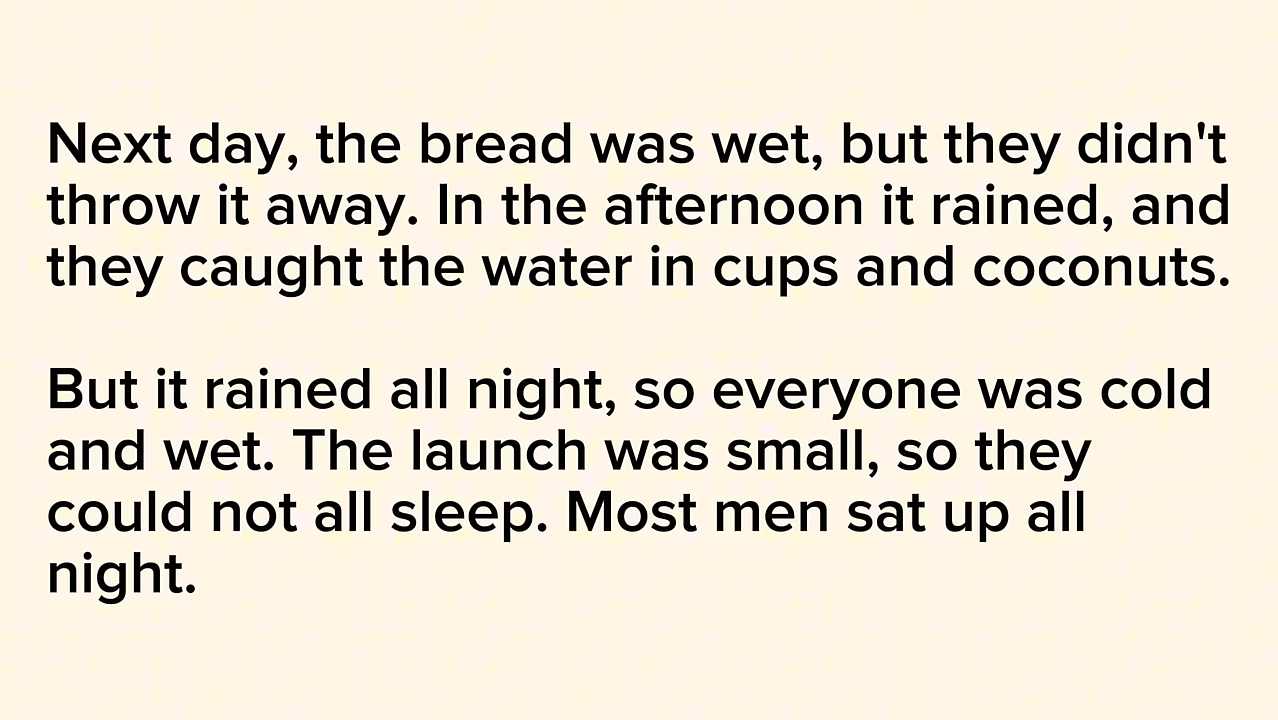 Next day, the bread was wet, but they didn't
throw it away. In the afternoon it rained, and
they caught the water in cups and coconuts.
But it rained all night, so everyone was cold
and wet. The launch was small, so they
could not all sleep. Most men sat up all
night.